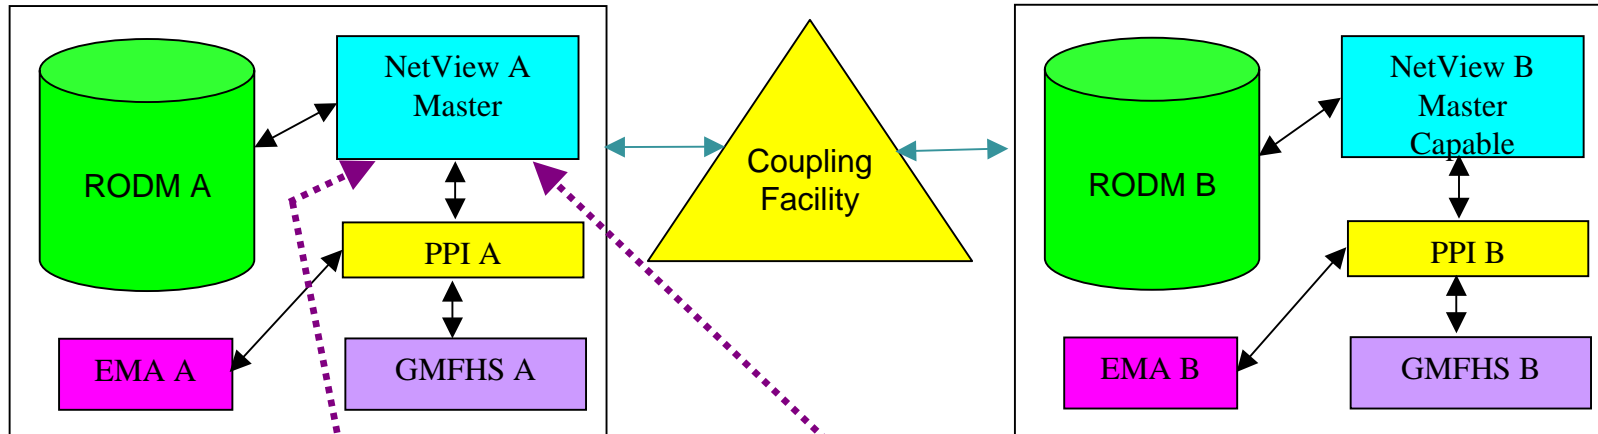 NetView A
Master
RODM A
PPI A
EMA A
GMFHS A
Coupling
Facility
NetView B
Master
Capable
RODM B
PPI B
EMA B
GMFHS B